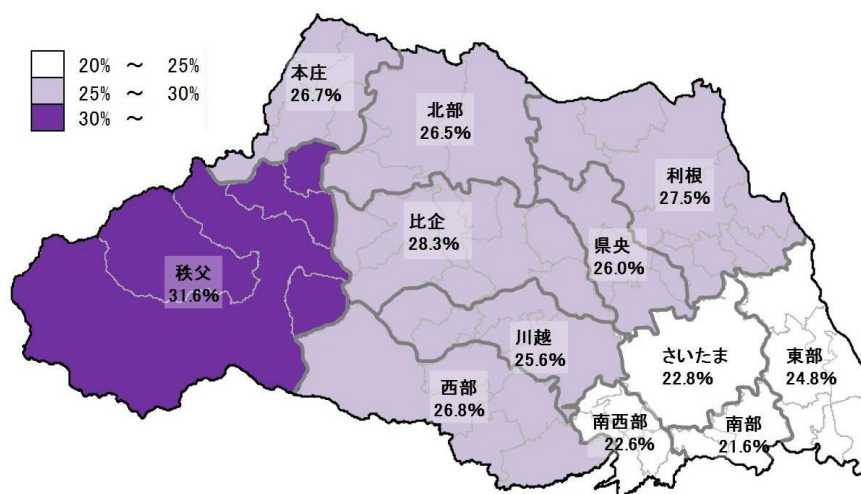 20% ～ 25%
25% ～ 30%
30% ～
本庄
26.7%
北部
26.5%
利根
27.5%
比企
28.3%
県央
26.0%
秩父
31.6%
川越
25.6%
さいたま
22.8%
東部
24.8%
西部
26.8%
南西部
22.6%
南部
21.6%